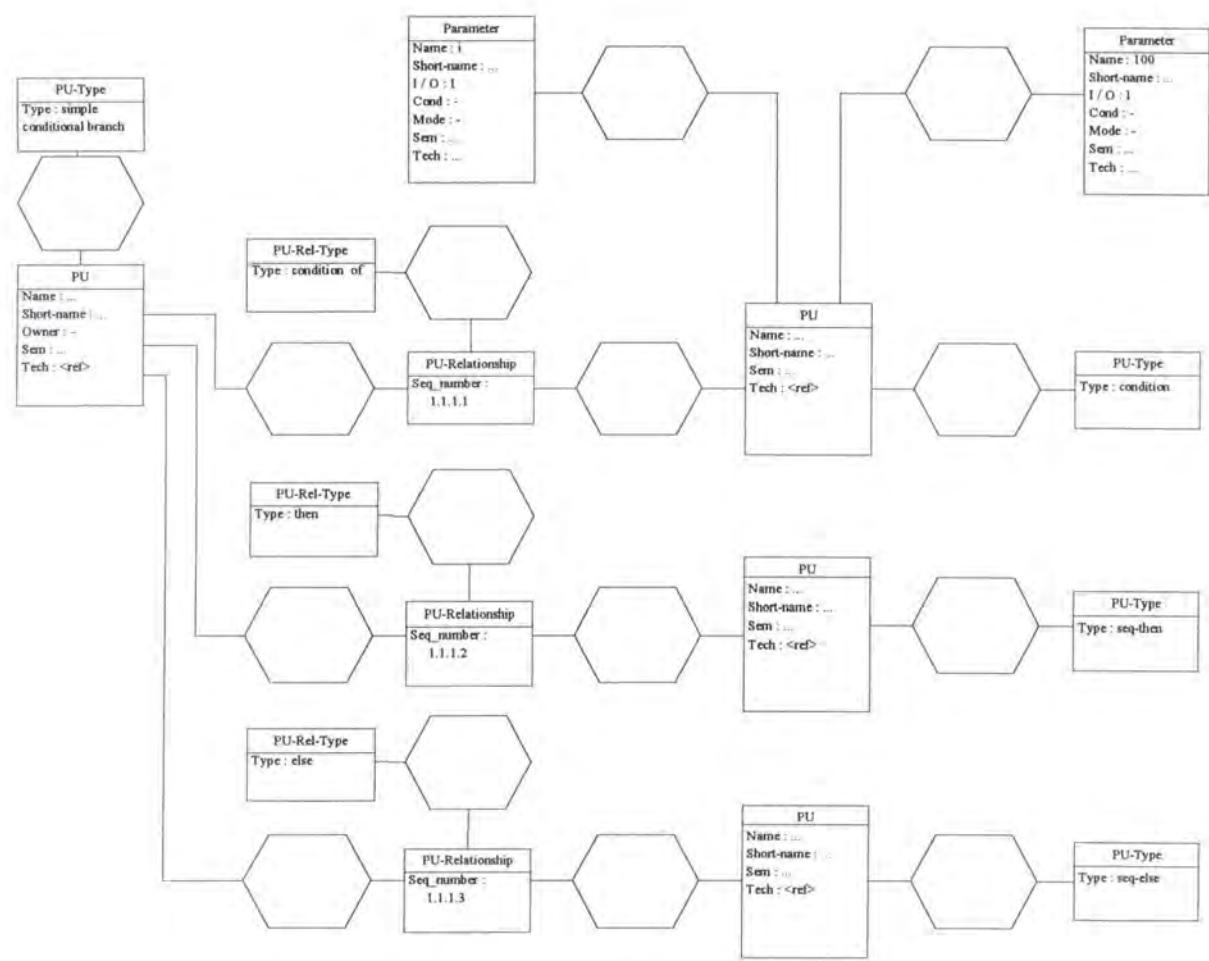 Parameter
Name : i
Short-name : ...
I / O : 1
Cond : -
Mode : -
Sem : ...
Tech : ...
Parameter
Name : 100
Short-name : ...
I / O : 1
Cond : -
Mode : -
Sem : ...
Tech : ...
PU-Type
Type : simple
conditional branch
PU
Name : ...
Short-name : ...
Owner : -
Sem : ...
Tech : <ref>
PU-Rel-Type
Type : condition of
PU-Relationship
Seq_number :
1.1.1.1
PU
Name : ...
Short-name : ...
Sem : ...
Tech : <ref>
PU-Type
Type : condition
PU-Rel-Type
Type : then
PU-Relationship
Seq_number :
1.1.1.2
PU
Name : ...
Short-name : ...
Sem : ...
Tech : <ref>
PU-Type
Type : seq-then
PU-Rel-Type
Type : else
PU-Relationship
Seq_number :
1.1.1.3
PU
Name : ...
Short-name : ...
Sem : ...
Tech : <ref>
PU-Type
Type : seq-else